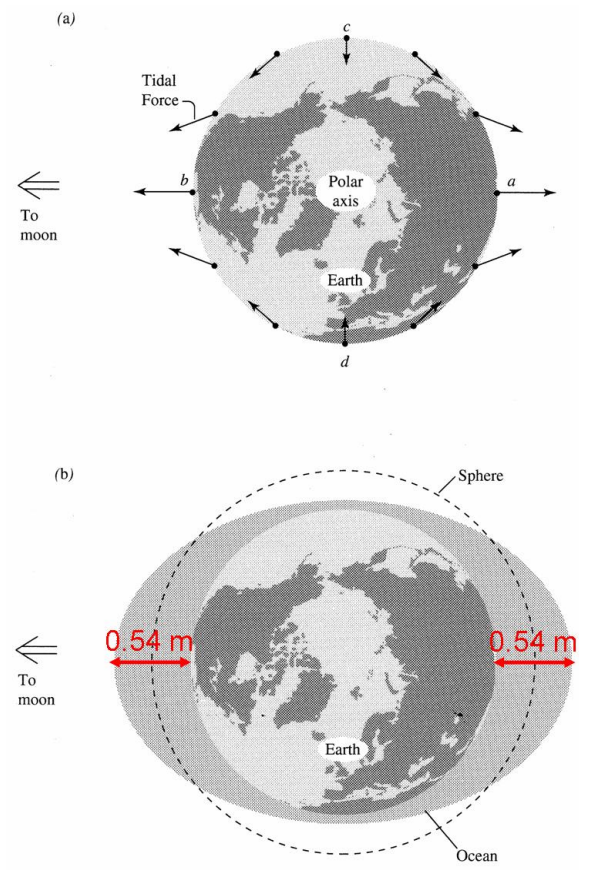 (a)
c
Tidal
Force
b
Polar
axis
a
To
moon
Earth
d
(b)
Sphere
0.54 m
0.54 m
To
moon
Earth
Ocean